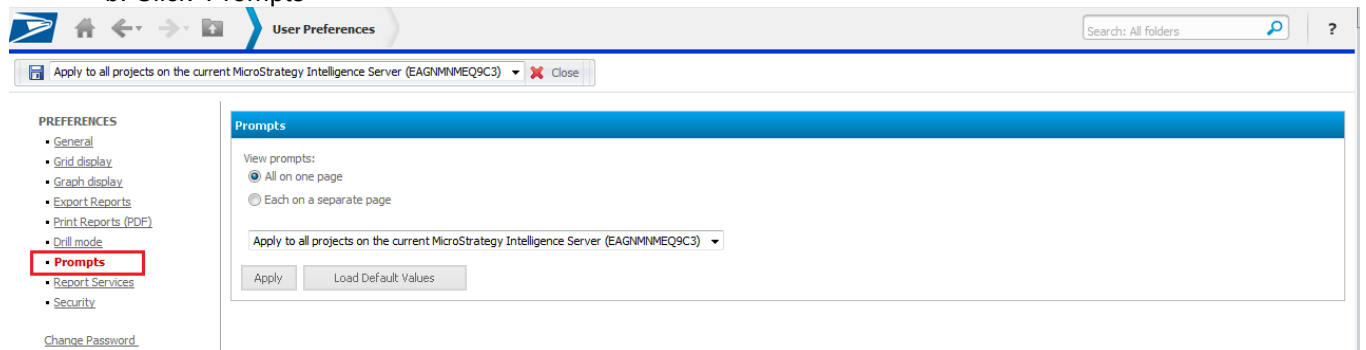 b. Click 'Prompts'
User Preferences
Search: All folders
?
Apply to all projects on the current MicroStrategy Intelligence Server (EAGNMNMEQ9C3)
Close
PREFERENCES
General
Grid display
Graph display
Export Reports
Print Reports (PDF)
Drill mode
Prompts
Report Services
Security
Change Password
Prompts
View prompts:
All on one page
Each on a separate page
Apply to all projects on the current MicroStrategy Intelligence Server (EAGNMNMEQ9C3)
Apply
Load Default Values